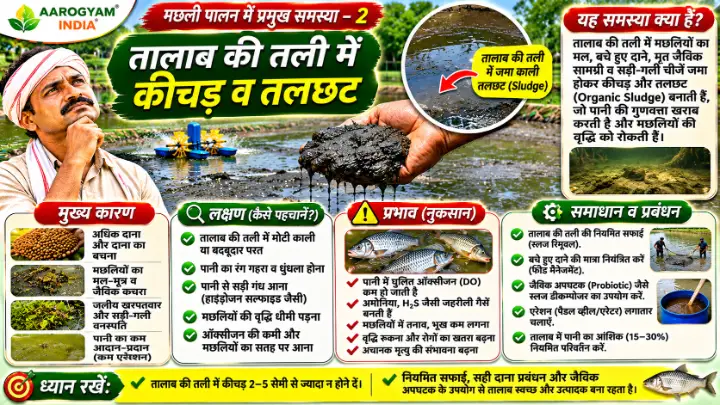 AAROGYAM
INDIA
मछली पालन में प्रमुख समस्या – 2
तालाब की तली में
कीचड़ व तलछट
तालाब की तली
में जमा काली
तलछट (Sludge)
यह समस्या क्या हैं?
तालाब की तली में मछलियों का
मल, बचे हुए दाने, मृत जैविक
सामग्री व सड़ी-गली चीजें जमा
होकर कीचड़ और तलछट
(Organic Sludge) बनाती हैं,
जो पानी की गुणवत्ता खराब
करती है और मछलियों की
वृद्धि को रोकती हैं।
मुख्य कारण
अधिक दाना
और दाना का
बचना
मछलियों का
मल-मूत्र व
जैविक कचरा
जलीय खरपतवार
और सड़ी-गली
वनस्पति
पानी का कम
आदान-प्रदान
(कम एरेशन)
लक्षण (कैसे पहचानें?)
तालाब की तली में मोटी काली
या बदबूदार परत
पानी का रंग गहरा व धुंधला होना
पानी से सड़ी गंध आना
(हाइड्रोजन सल्फाइड जैसी)
मछलियों की वृद्धि धीमी पड़ना
ऑक्सीजन की कमी और
मछलियों का सतह पर आना
प्रभाव (नुकसान)
पानी में घुलित ऑक्सीजन (DO)
कम हो जाती है
अमोनिया, H₂S जैसी जहरीली गैसें
बनती हैं
मछलियों में तनाव, भूख कम लगना
वृद्धि रूकना और रोगों का खतरा बढ़ना
अचानक मृत्यु की संभावना बढ़ना
समाधान व प्रबंधन
तालाब की तली की नियमित सफाई
(स्लज रिमूवल).
बचे हुए दाने की मात्रा नियंत्रित करें
(फीड मैनेजमेंट).
जैविक अपघटक (Probiotic) जैसे
स्लज डीकम्पोजर का उपयोग करें.
एरेशन (पैडल व्हील/एरेटर) लगातार
चलाएं.
तालाब में पानी का आंशिक (15–30%)
नियमित परिवर्तन करें.
ध्यान रखें:
तालाब की तली में कीचड़ 2–5 सेमी से ज्यादा न होने दें।
नियमित सफाई, सही दाना प्रबंधन और जैविक
अपघटक के उपयोग से तालाब स्वच्छ और उत्पादक बना रहता है।